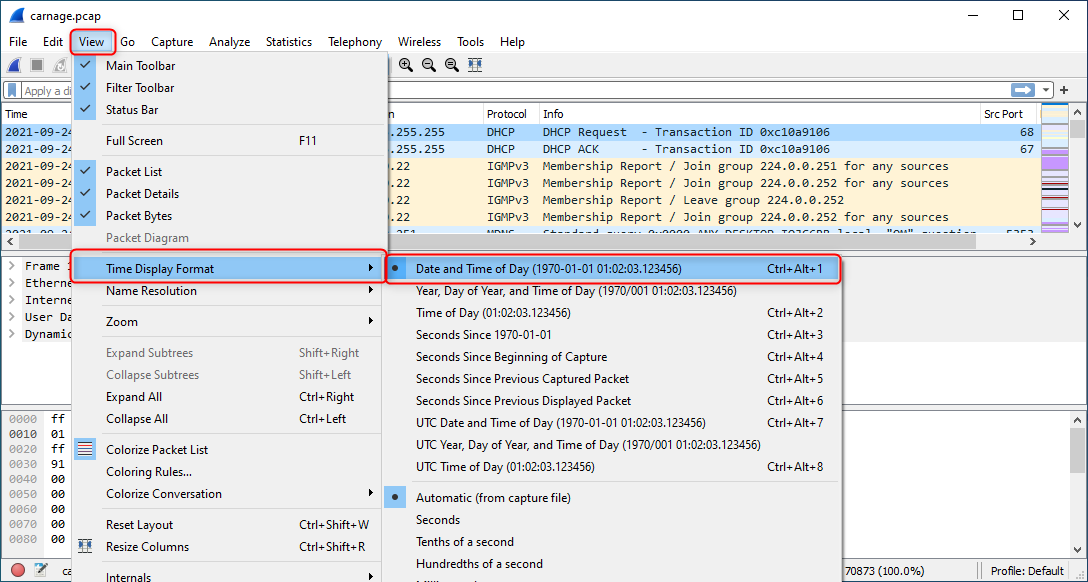 carnage.pcap
File Edit View Go Capture Analyze Statistics Telephony Wireless Tools Help
Apply a di
Time n Protocol Info Src Port
2021-09-24 .255.255 DHCP DHCP Request - Transaction ID 0xc10a9106 68
2021-09-24 .255.255 DHCP DHCP ACK - Transaction ID 0xc10a9106 67
2021-09-24 .22 IGMPv3 Membership Report / Join group 224.0.0.251 for any sources
2021-09-24 .22 IGMPv3 Membership Report / Join group 224.0.0.252 for any sources
2021-09-24 .22 IGMPv3 Membership Report / Leave group 224.0.0.252
2021-09-24 .22 IGMPv3 Membership Report / Join group 224.0.0.252 for any sources
Main Toolbar
Filter Toolbar
Status Bar
Full Screen F11
Packet List
Packet Details
Packet Bytes
Packet Diagram
Time Display Format
Name Resolution
Zoom
Expand Subtrees Shift+Right
Collapse Subtrees Shift+Left
Expand All Ctrl+Right
Collapse All Ctrl+Left
Colorize Packet List
Coloring Rules...
Colorize Conversation
Reset Layout Ctrl+Shift+W
Resize Columns Ctrl+Shift+R
Internals
Date and Time of Day (1970-01-01 01:02:03.123456) Ctrl+Alt+1
Year, Day of Year, and Time of Day (1970/001 01:02:03.123456)
Time of Day (01:02:03.123456) Ctrl+Alt+2
Seconds Since 1970-01-01 Ctrl+Alt+3
Seconds Since Beginning of Capture Ctrl+Alt+4
Seconds Since Previous Captured Packet Ctrl+Alt+5
Seconds Since Previous Displayed Packet Ctrl+Alt+6
UTC Date and Time of Day (1970-01-01 01:02:03.123456) Ctrl+Alt+7
UTC Year, Day of Year, and Time of Day (1970/001 01:02:03.123456)
UTC Time of Day (01:02:03.123456) Ctrl+Alt+8
Automatic (from capture file)
Seconds
Tenths of a second
Hundredths of a second
Frame
Etherne
Interne
User Da
Dynamic
0000 ff
0010 01
0020 ff
0030 91
0040 00
0050 00
0060 00
0070 00
0080 00
ca
70873 (100.0%) Profile: Default